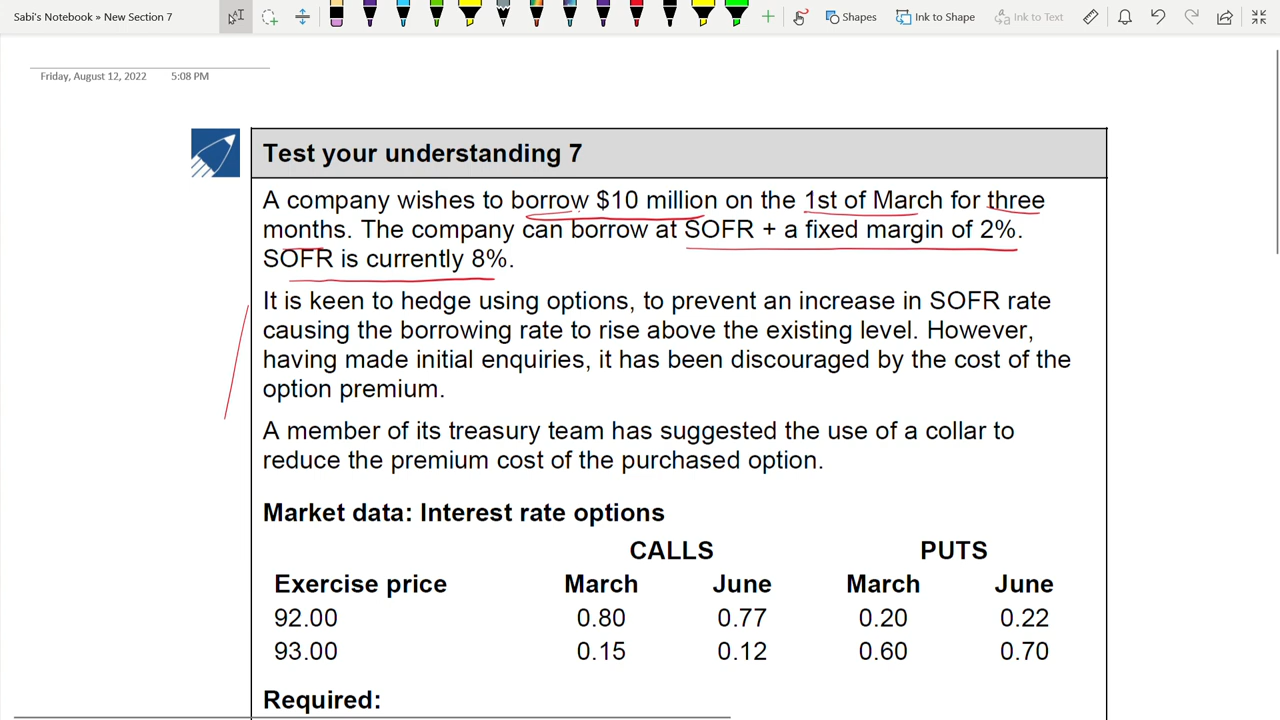 Sabi's Notebook » New Section 7
Shapes
Ink to Shape
Ink to Text
Friday, August 12, 2022 5:08 PM
Test your understanding 7
A company wishes to borrow $10 million on the 1st of March for three
months. The company can borrow at SOFR + a fixed margin of 2%.
SOFR is currently 8%.
It is keen to hedge using options, to prevent an increase in SOFR rate
causing the borrowing rate to rise above the existing level. However,
having made initial enquiries, it has been discouraged by the cost of the
option premium.
A member of its treasury team has suggested the use of a collar to
reduce the premium cost of the purchased option.
Market data: Interest rate options
CALLS PUTS
Exercise price March June March June
92.00 0.80 0.77 0.20 0.22
93.00 0.15 0.12 0.60 0.70
Required: